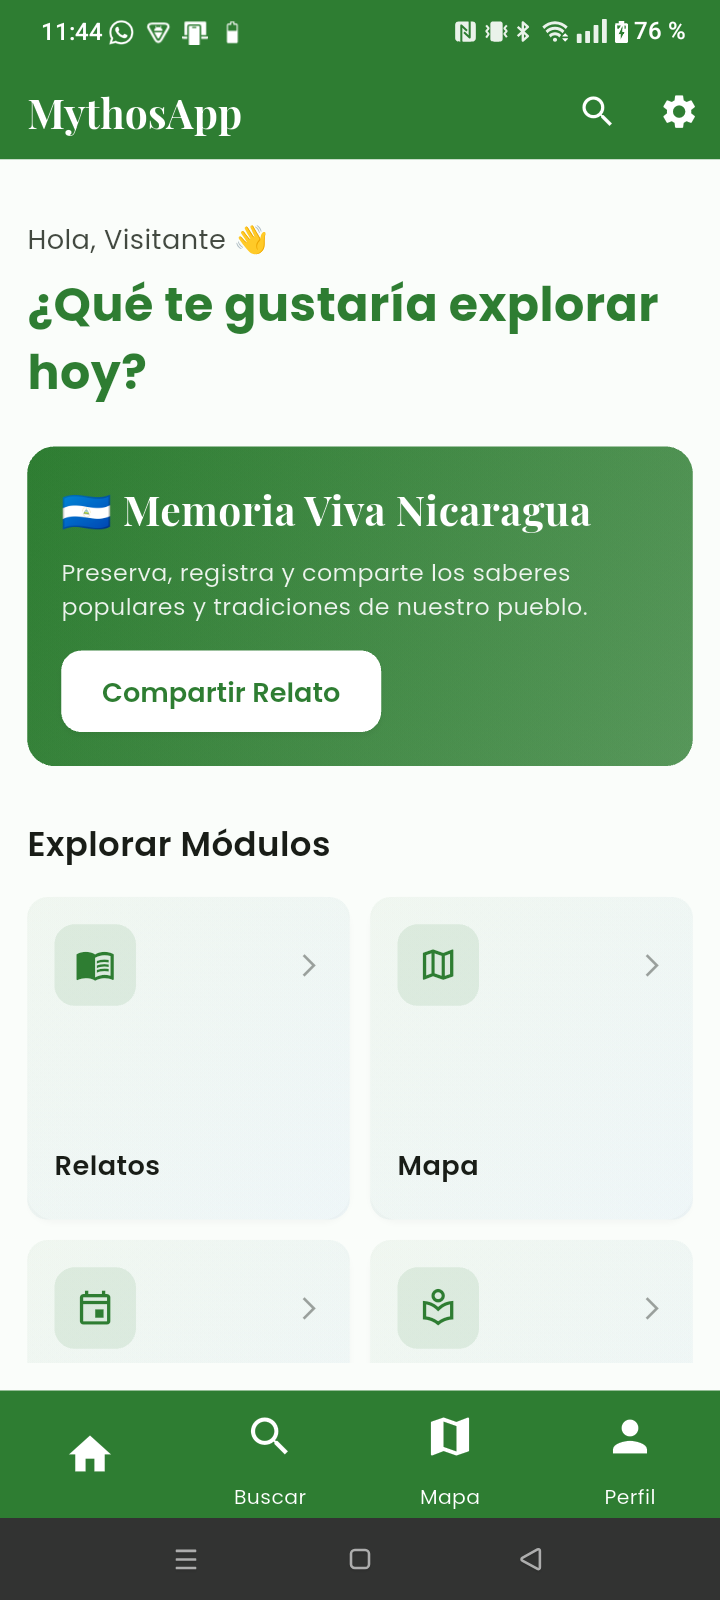 11:44
76 %
MythosApp
Hola, Visitante 👋
¿Qué te gustaría explorar
hoy?
🇳🇮 Memoria Viva Nicaragua
Preserva, registra y comparte los saberes
populares y tradiciones de nuestro pueblo.
Compartir Relato
Explorar Módulos
Relatos
Mapa
Buscar
Mapa
Perfil